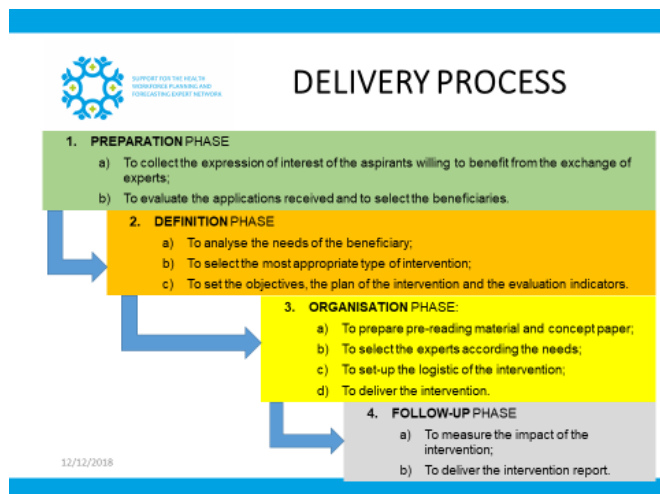 SUPPORT FOR THE HEALTH
WORKFORCE PLANNING AND
FORECASTING EXPERT NETWORK
DELIVERY PROCESS
1. PREPARATION PHASE
a) To collect the expression of interest of the aspirants willing to benefit from the exchange of
experts;
b) To evaluate the applications received and to select the beneficiaries.
2. DEFINITION PHASE
a) To analyse the needs of the beneficiary;
b) To select the most appropriate type of intervention;
c) To set the objectives, the plan of the intervention and the evaluation indicators.
3. ORGANISATION PHASE:
a) To prepare pre-reading material and concept paper;
b) To select the experts according the needs;
c) To set-up the logistic of the intervention;
d) To deliver the intervention.
4. FOLLOW-UP PHASE
a) To measure the impact of the
intervention;
b) To deliver the intervention report.
12/12/2018